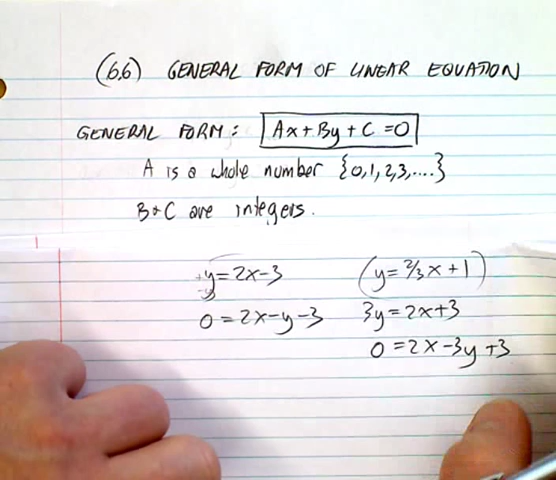 (6.6) GENERAL FORM OF LINEAR EQUATION
GENERAL FORM: Ax + By + C = 0
A is a whole number {0,1,2,3,....}
B & C are integers.
y = 2x - 3 (y = 2/3 x + 1)
-y
0 = 2x - y - 3 3y = 2x + 3
0 = 2x - 3y + 3